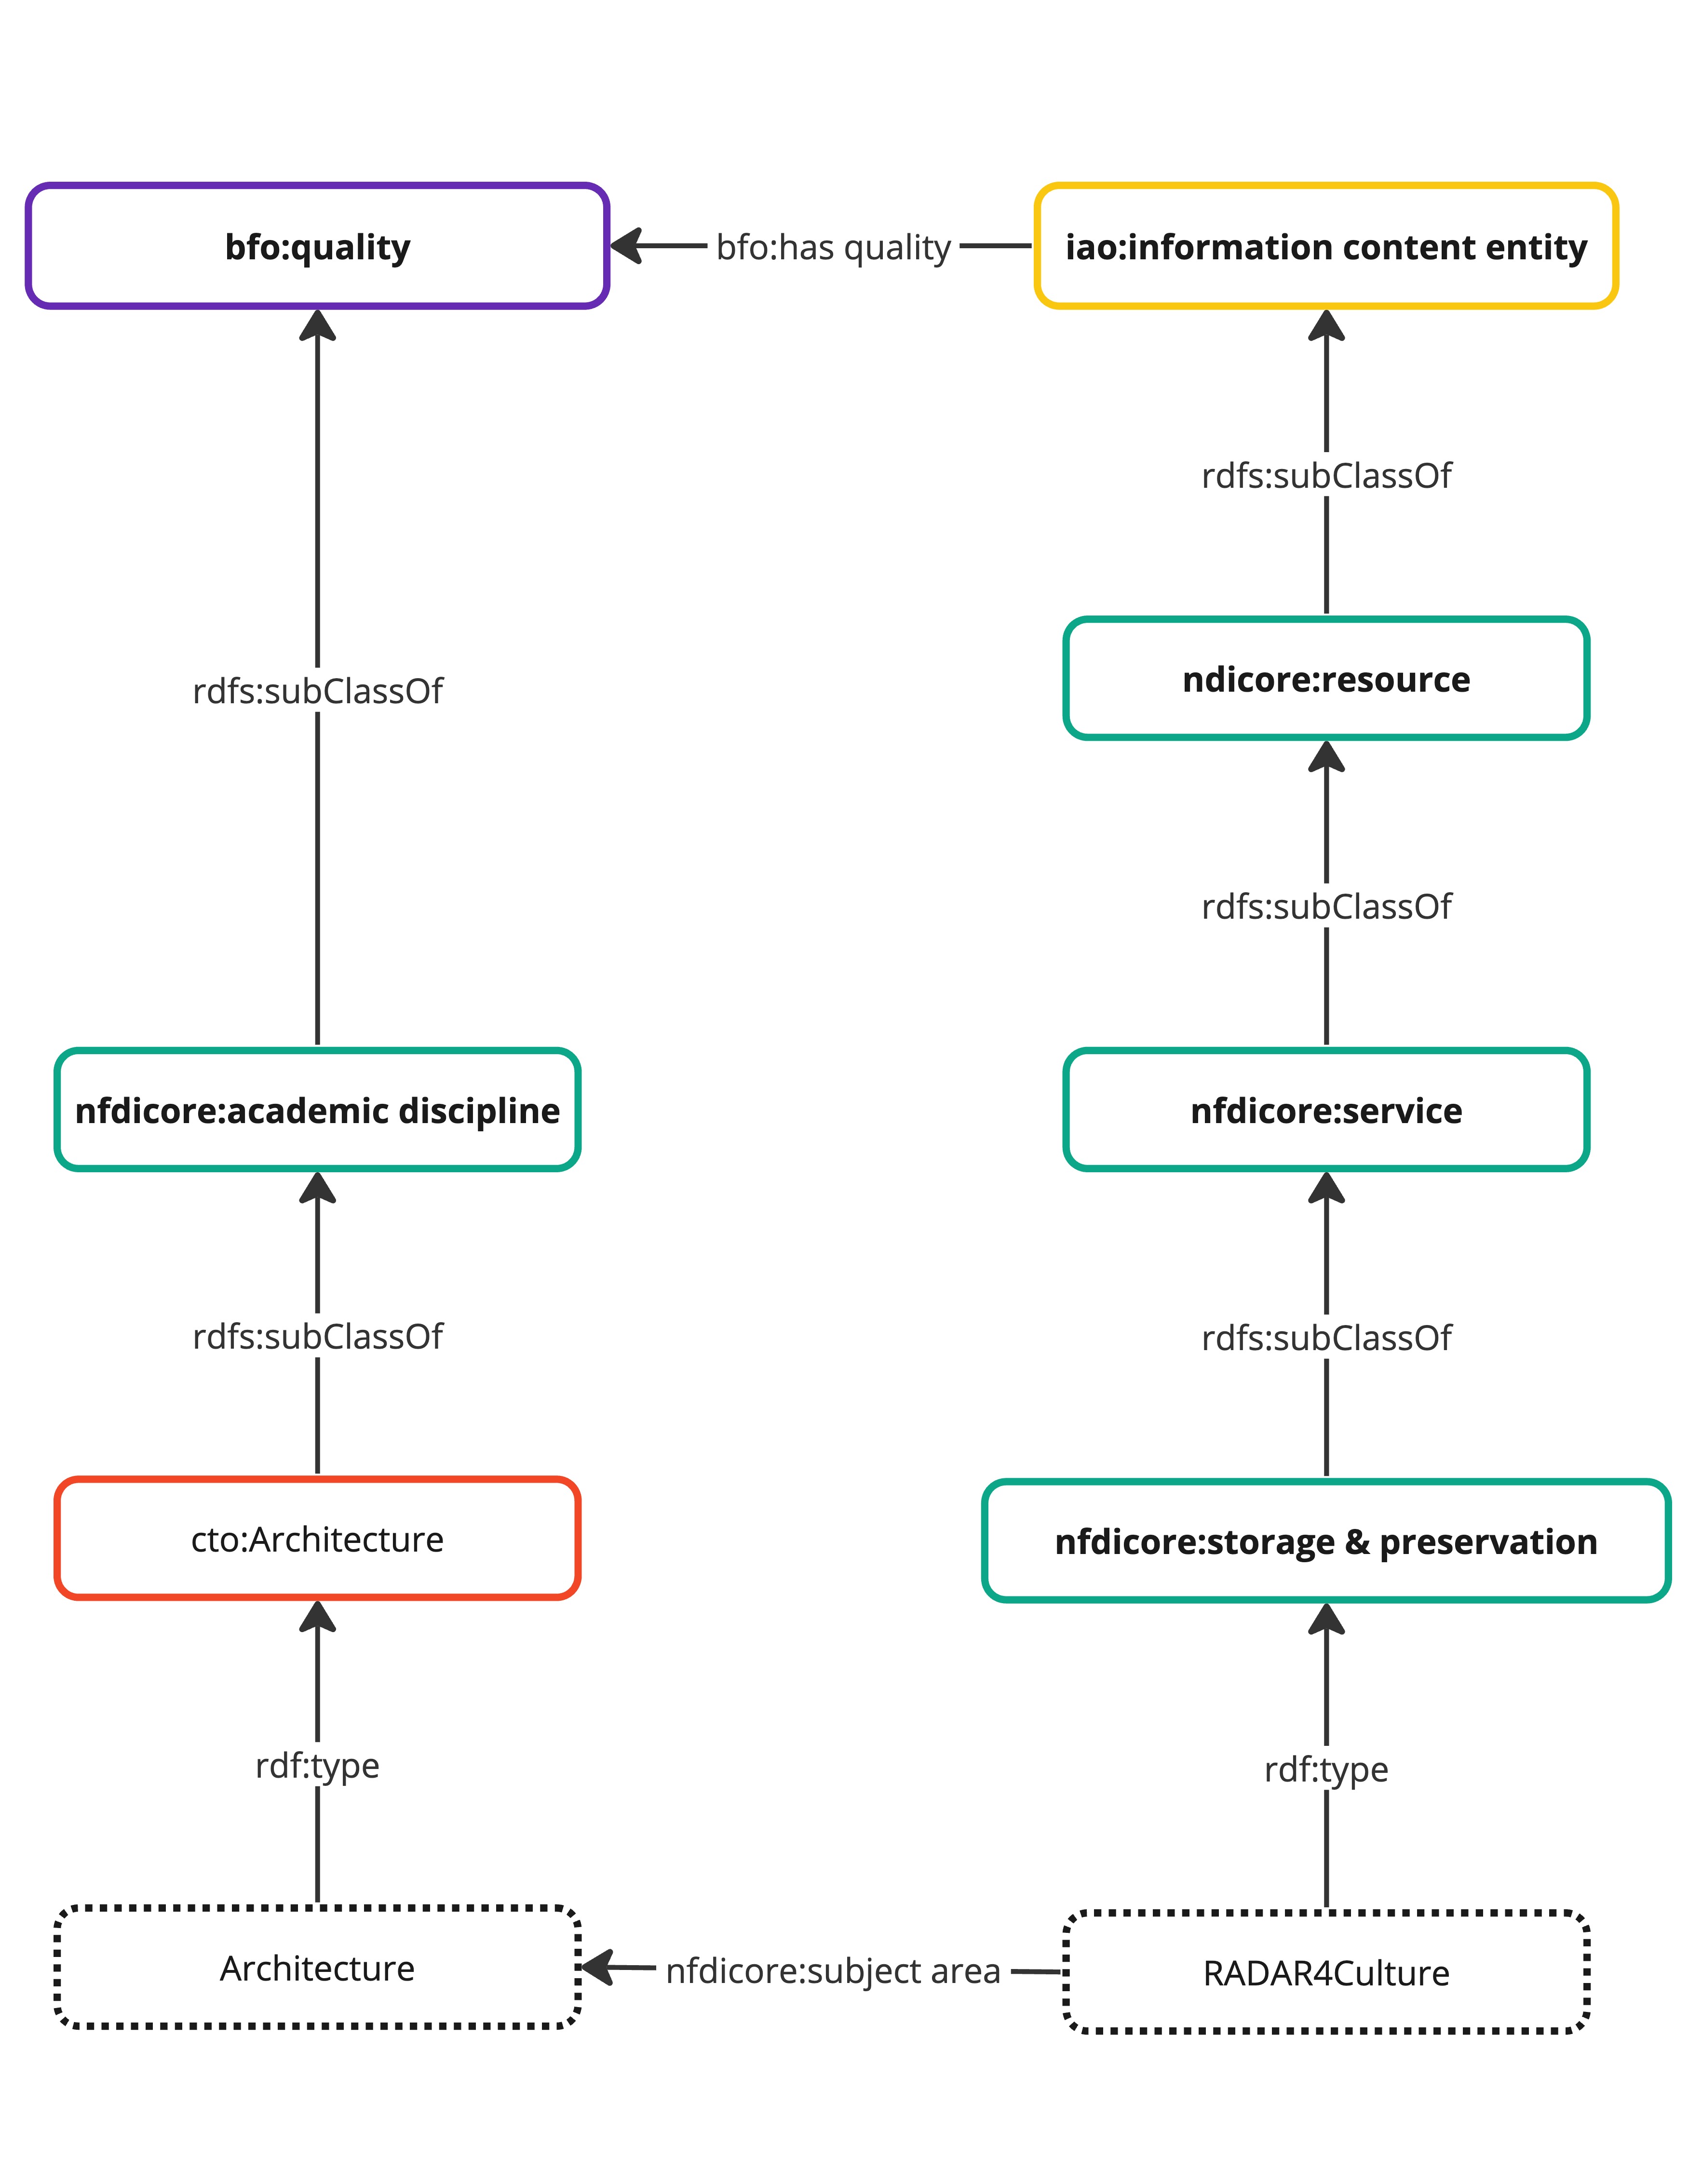 bfo:quality
bfo:has quality
iao:information content entity
rdfs:subClassOf
ndicore:resource
rdfs:subClassOf
rdfs:subClassOf
nfdicore:academic discipline
nfdicore:service
rdfs:subClassOf
rdfs:subClassOf
cto:Architecture
nfdicore:storage & preservation
rdf:type
rdf:type
Architecture
nfdicore:subject area
RADAR4Culture